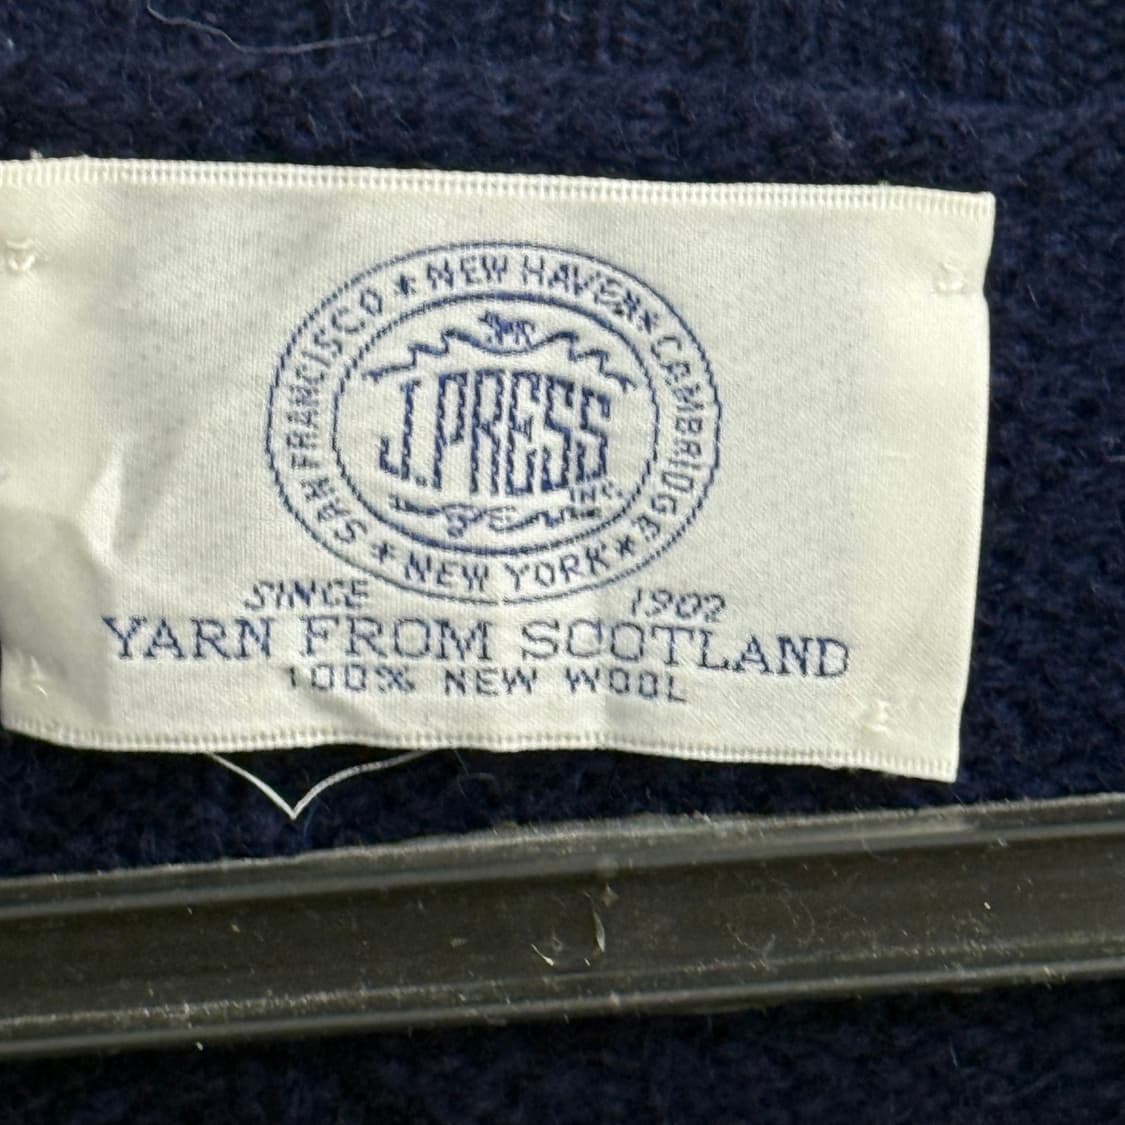 ★ NEW HAVEN ★ CAMBRIDGE ★ NEW YORK ★ SAN FRANCISCO
J. PRESS
INC.
SINCE 1902
YARN FROM SCOTLAND
100% NEW WOOL